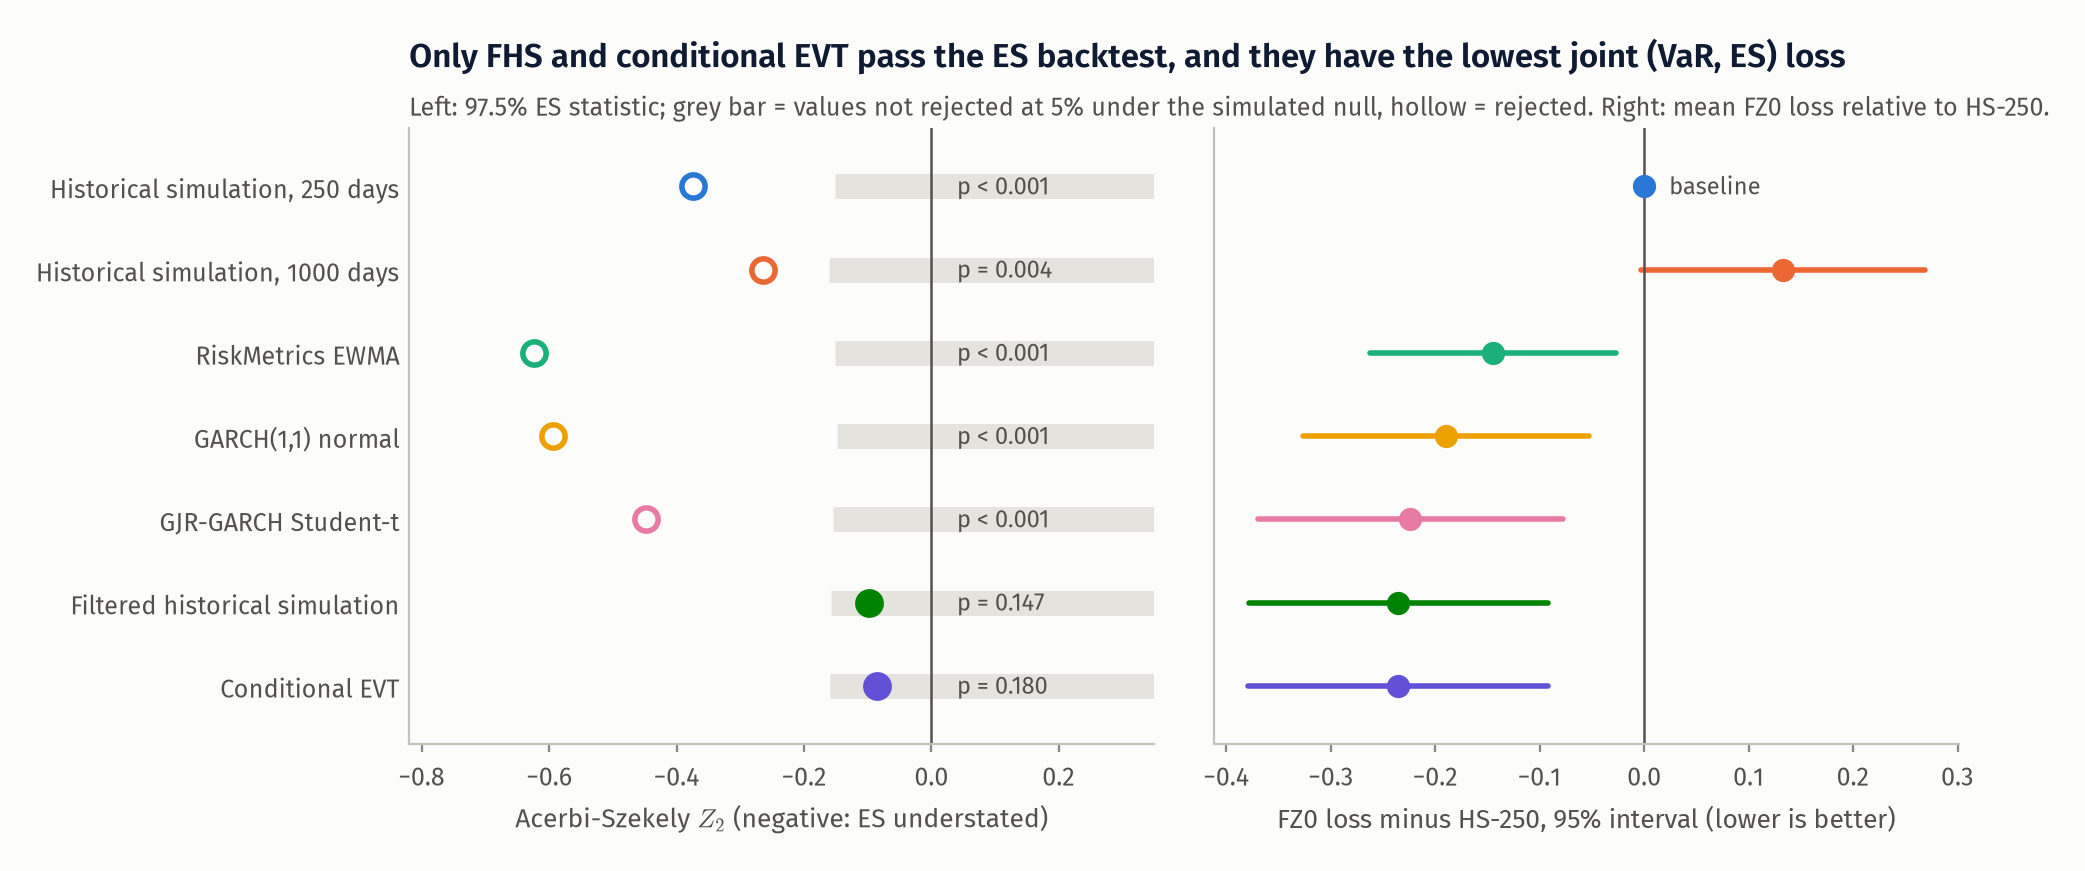 Only FHS and conditional EVT pass the ES backtest, and they have the lowest joint (VaR, ES) loss
Left: 97.5% ES statistic; grey bar = values not rejected at 5% under the simulated null, hollow = rejected. Right: mean FZ0 loss relative to HS-250.
Historical simulation, 250 days
p < 0.001
baseline
Historical simulation, 1000 days
p = 0.004
RiskMetrics EWMA
p < 0.001
GARCH(1,1) normal
p < 0.001
GJR-GARCH Student-t
p < 0.001
Filtered historical simulation
p = 0.147
Conditional EVT
p = 0.180
−0.8 −0.6 −0.4 −0.2 0.0 0.2
−0.4 −0.3 −0.2 −0.1 0.0 0.1 0.2 0.3
Acerbi-Szekely Z₂ (negative: ES understated)
FZ0 loss minus HS-250, 95% interval (lower is better)